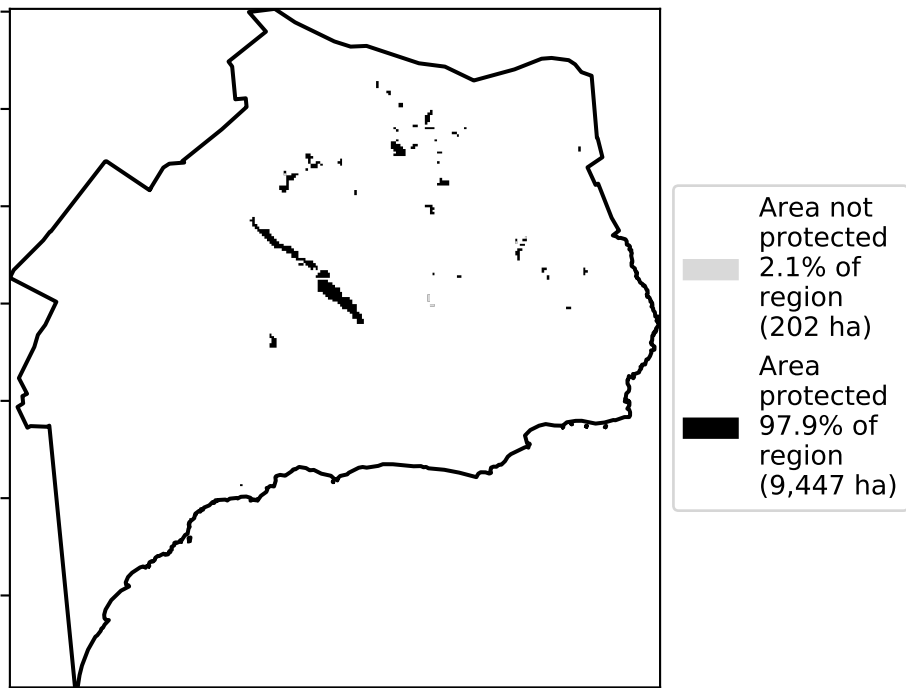 Area not
protected
2.1% of
region
(202 ha)
Area
protected
97.9% of
region
(9,447 ha)